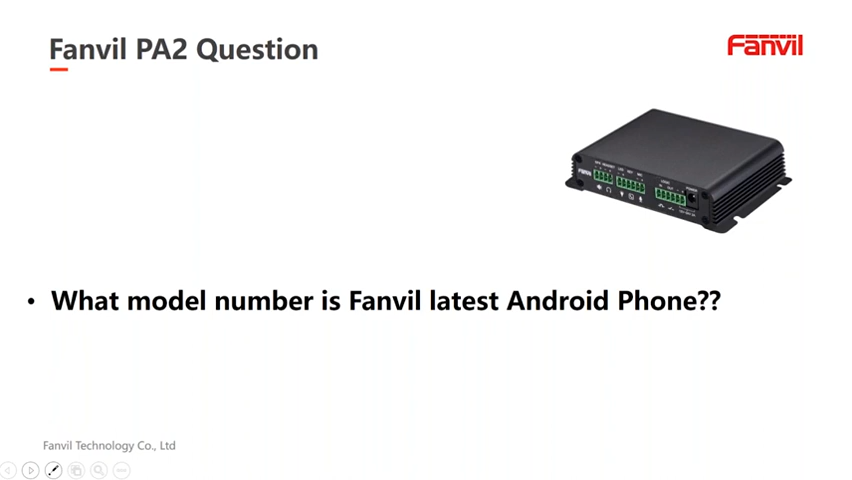 Fanvil PA2 Question
Fanvil
• What model number is Fanvil latest Android Phone??
Fanvil Technology Co., Ltd